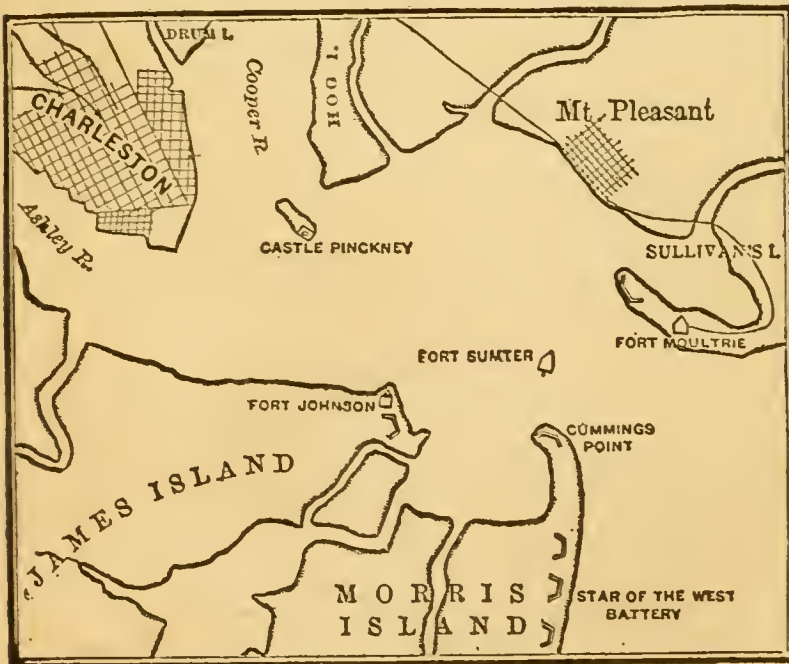 DRUM I.
Cooper R.
HOG I.
CHARLESTON
Mt. Pleasant
Ashley R.
CASTLE PINCKNEY
SULLIVAN'S I.
FORT MOULTRIE
FORT SUMTER
FORT JOHNSON
CUMMINGS
POINT
JAMES ISLAND
MORRIS
ISLAND
STAR OF THE WEST
BATTERY